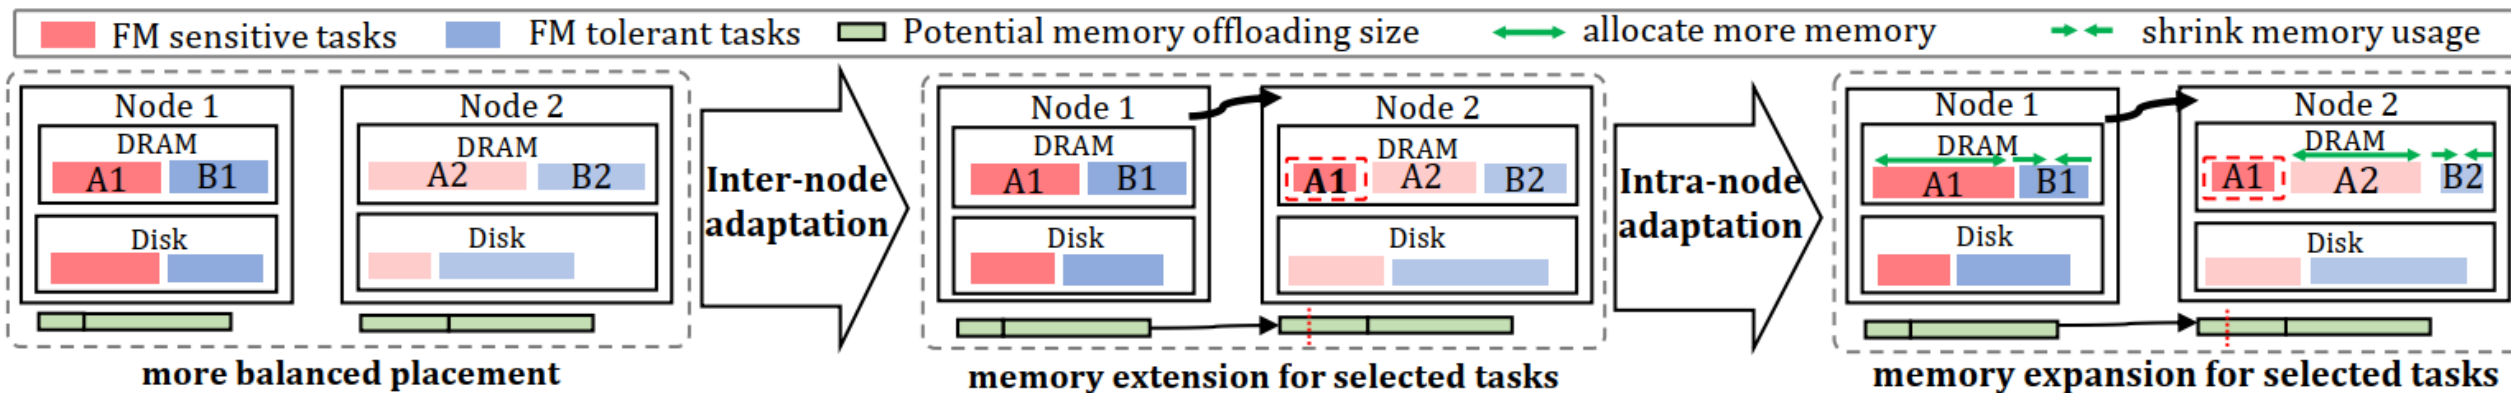 FM sensitive tasks FM tolerant tasks Potential memory offloading size allocate more memory shrink memory usage
Node 1
DRAM
A1 B1
Disk
Node 2
DRAM
A2 B2
Disk
more balanced placement
Inter-node
adaptation
Node 1
DRAM
A1 B1
Disk
Node 2
DRAM
A1 A2 B2
Disk
memory extension for selected tasks
Intra-node
adaptation
Node 1
DRAM
A1 B1
Disk
Node 2
DRAM
A1 A2 B2
Disk
memory expansion for selected tasks